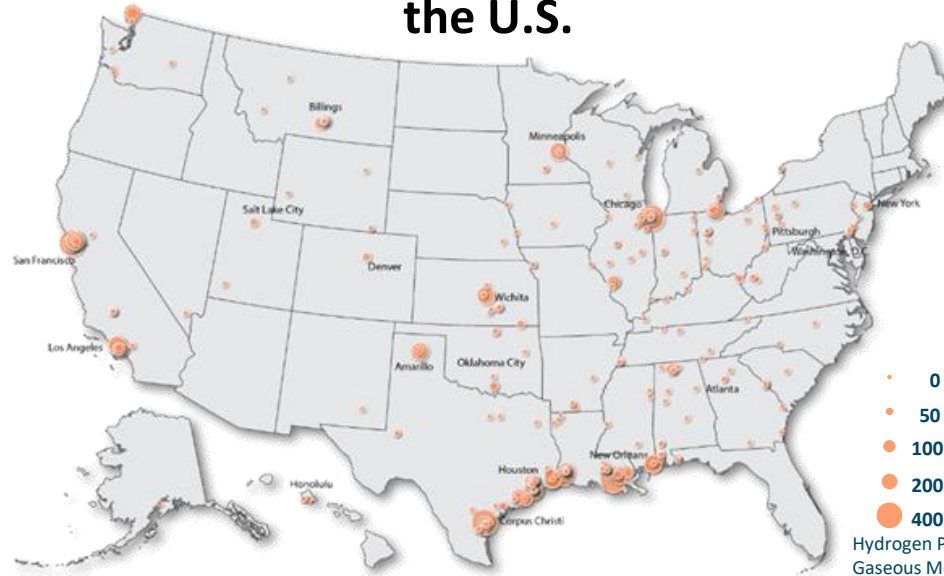 the U.S.
Billings
Minneapolis
Chicago
New York
Salt Lake City
Pittsburgh
Washington, D.C.
San Francisco
Denver
Wichita
Los Angeles
Amarillo
Oklahoma City
Atlanta
0
50
100
200
400
New Orleans
Houston
Honolulu
Corpus Christi
Hydrogen P
Gaseous M